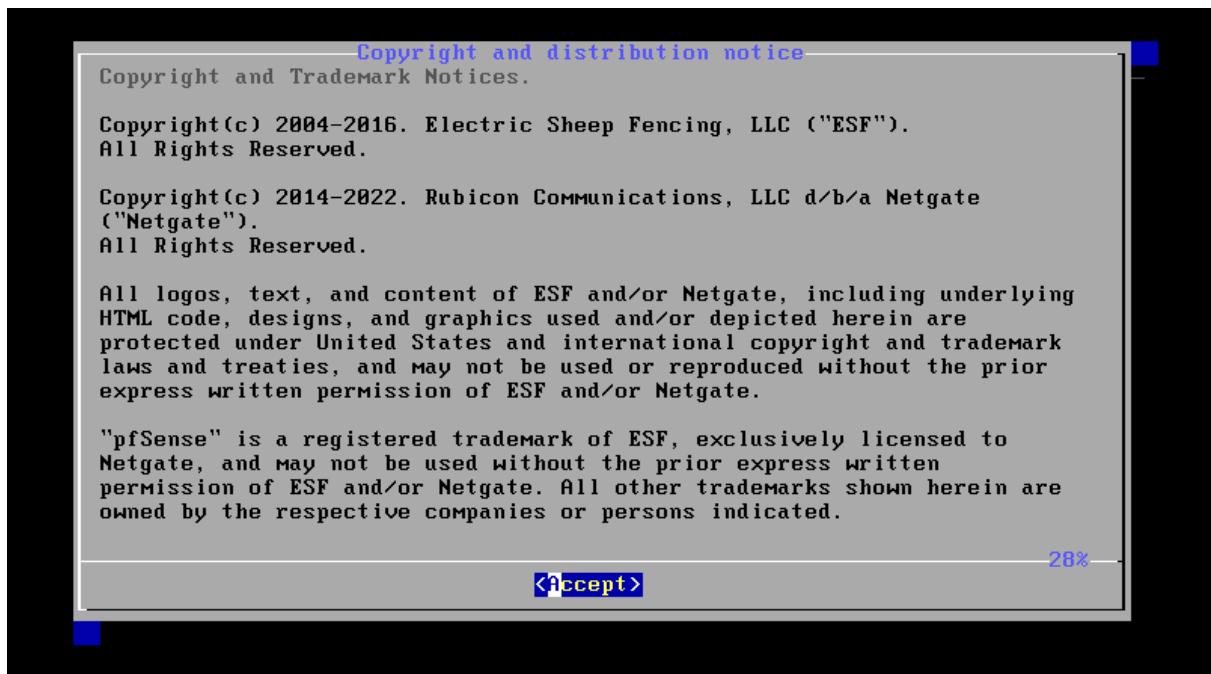 Copyright and distribution notice
Copyright and Trademark Notices.
Copyright(c) 2004-2016. Electric Sheep Fencing, LLC ("ESF").
All Rights Reserved.
Copyright(c) 2014-2022. Rubicon Communications, LLC d/b/a Netgate
("Netgate").
All Rights Reserved.
All logos, text, and content of ESF and/or Netgate, including underlying
HTML code, designs, and graphics used and/or depicted herein are
protected under United States and international copyright and trademark
laws and treaties, and may not be used or reproduced without the prior
express written permission of ESF and/or Netgate.
"pfSense" is a registered trademark of ESF, exclusively licensed to
Netgate, and may not be used without the prior express written
permission of ESF and/or Netgate. All other trademarks shown herein are
owned by the respective companies or persons indicated.
28%
<Accept>